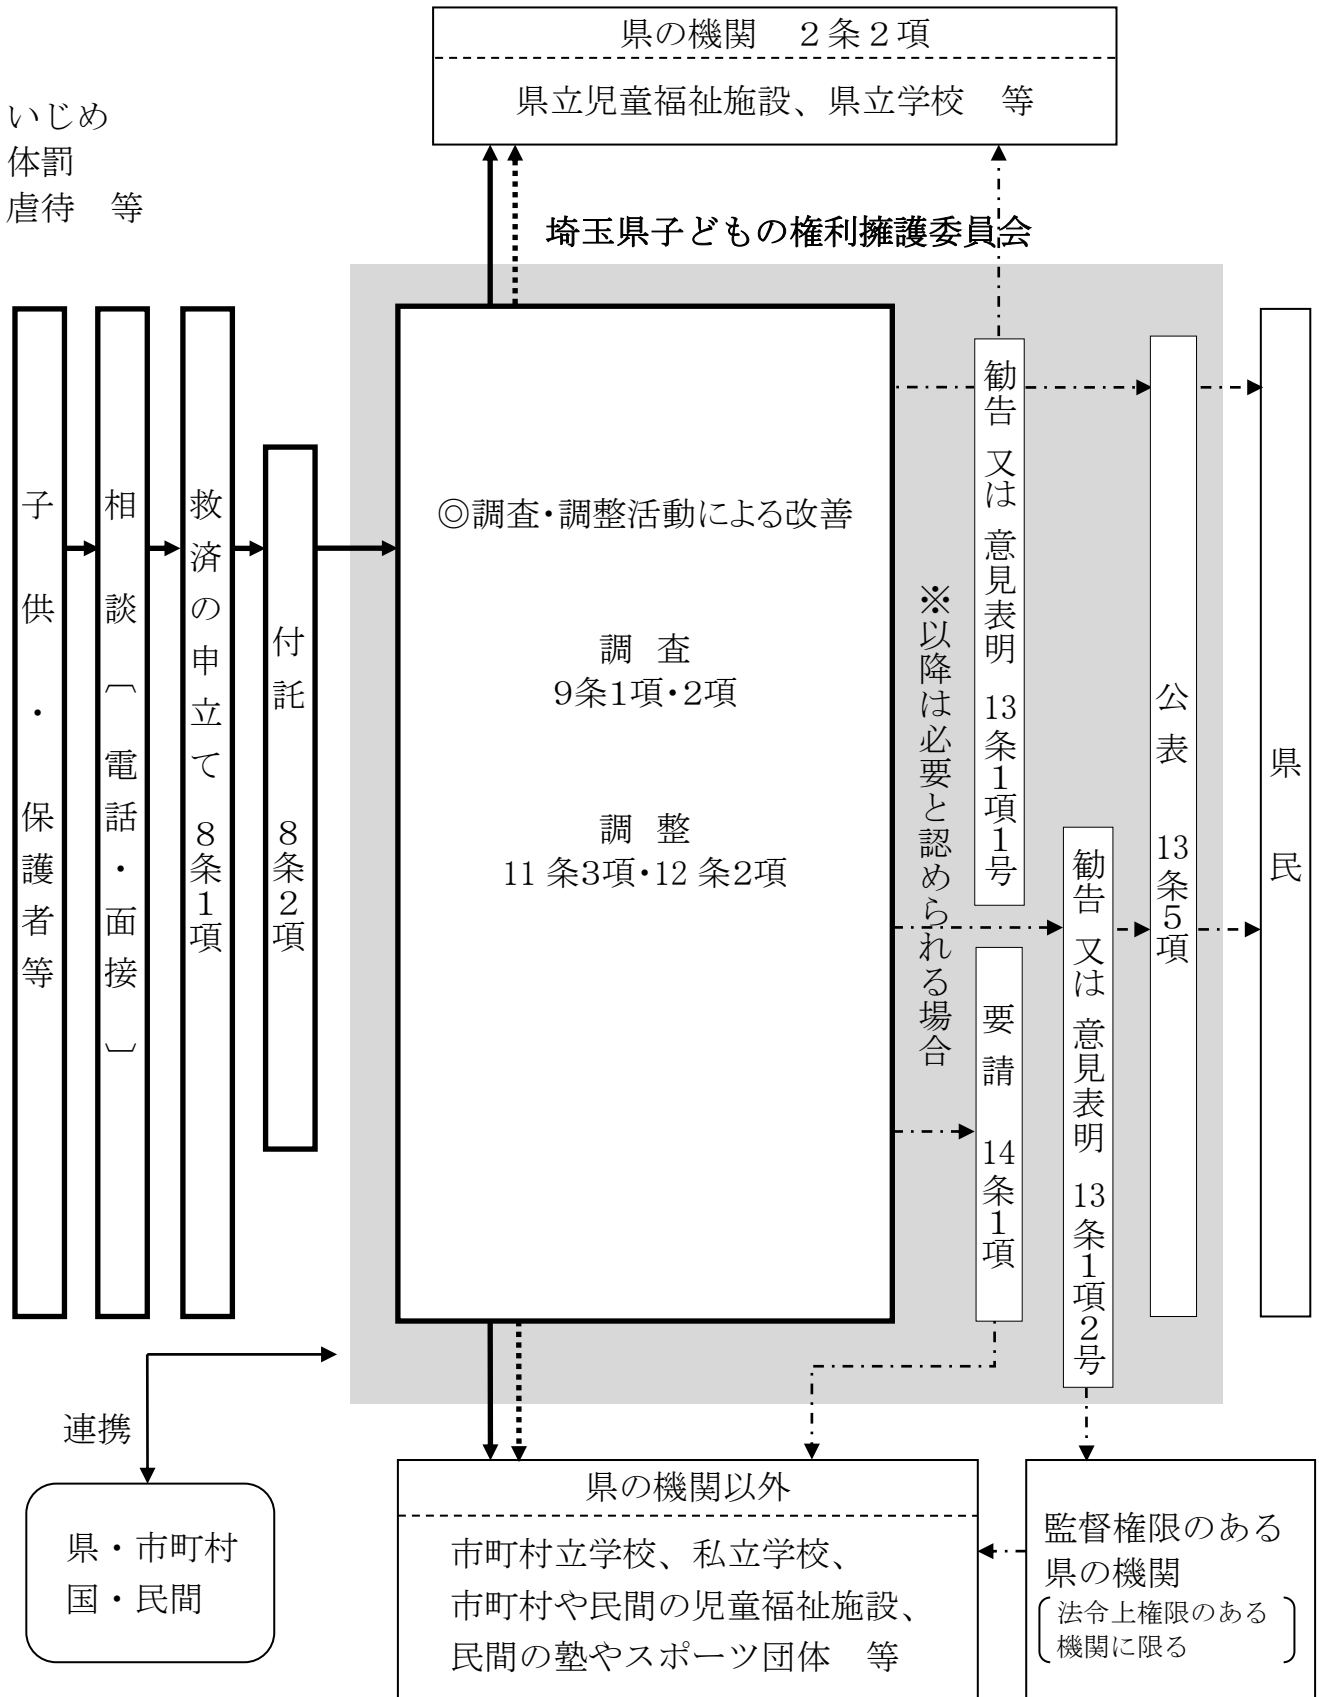 県の機関　２条２項
県立児童福祉施設、県立学校　等
いじめ
体罰
虐待　等
埼玉県子どもの権利擁護委員会
子供・保護者等
相談〔電話・面接〕
救済の申立て　８条１項
付託　８条２項
◎調査・調整活動による改善
調　査
９条１項・２項
調　整
11条３項・12条２項
※以降は必要と認められる場合
勧告 又は 意見表明　13条１項１号
要請　14条１項
勧告 又は 意見表明　13条１項２号
公表　13条５項
県民
連携
県・市町村
国・民間
県の機関以外
市町村立学校、私立学校、
市町村や民間の児童福祉施設、
民間の塾やスポーツ団体　等
監督権限のある
県の機関
法令上権限のある
機関に限る